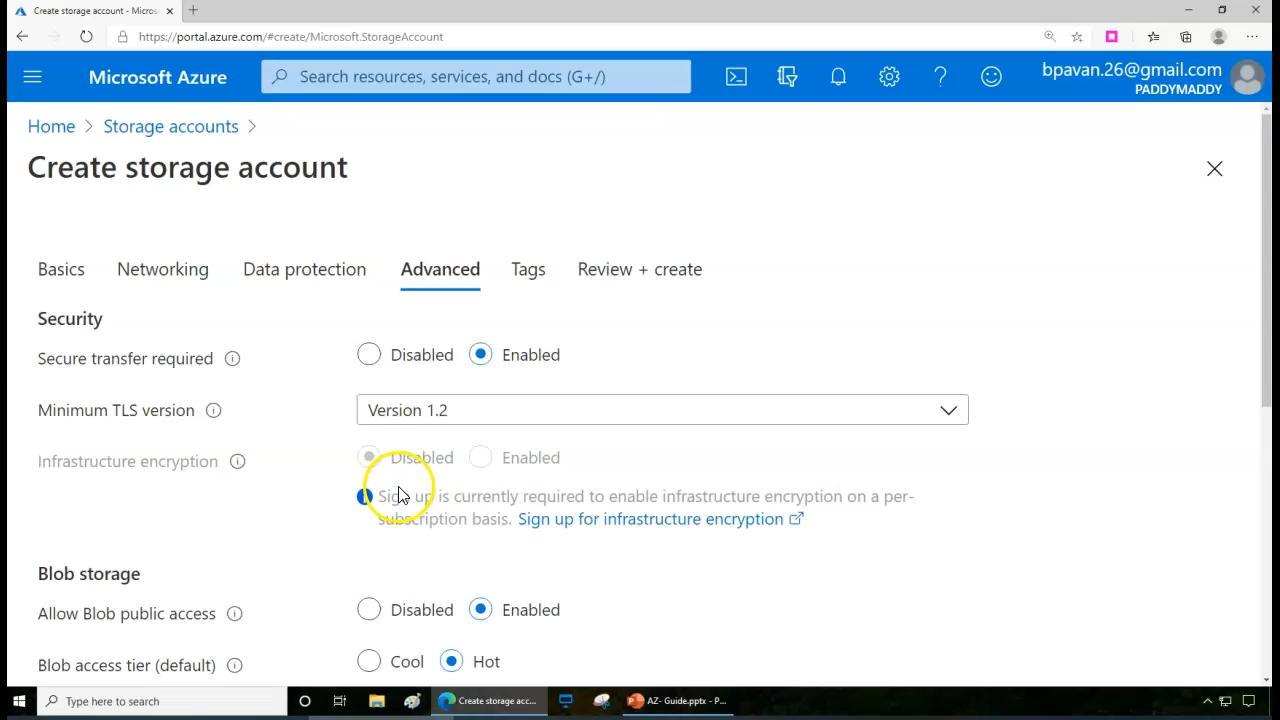 Create storage account - Micros
https://portal.azure.com/#create/Microsoft.StorageAccount
Microsoft Azure
Search resources, services, and docs (G+/)
bpavan.26@gmail.com
PADDYMADDY
Home > Storage accounts >
Create storage account
Basics Networking Data protection Advanced Tags Review + create
Security
Secure transfer required Disabled Enabled
Minimum TLS version Version 1.2
Infrastructure encryption Disabled Enabled
Sign up is currently required to enable infrastructure encryption on a per-
subscription basis. Sign up for infrastructure encryption
Blob storage
Allow Blob public access Disabled Enabled
Blob access tier (default) Cool Hot
Type here to search Create storage acc... AZ- Guide.pptx - P...